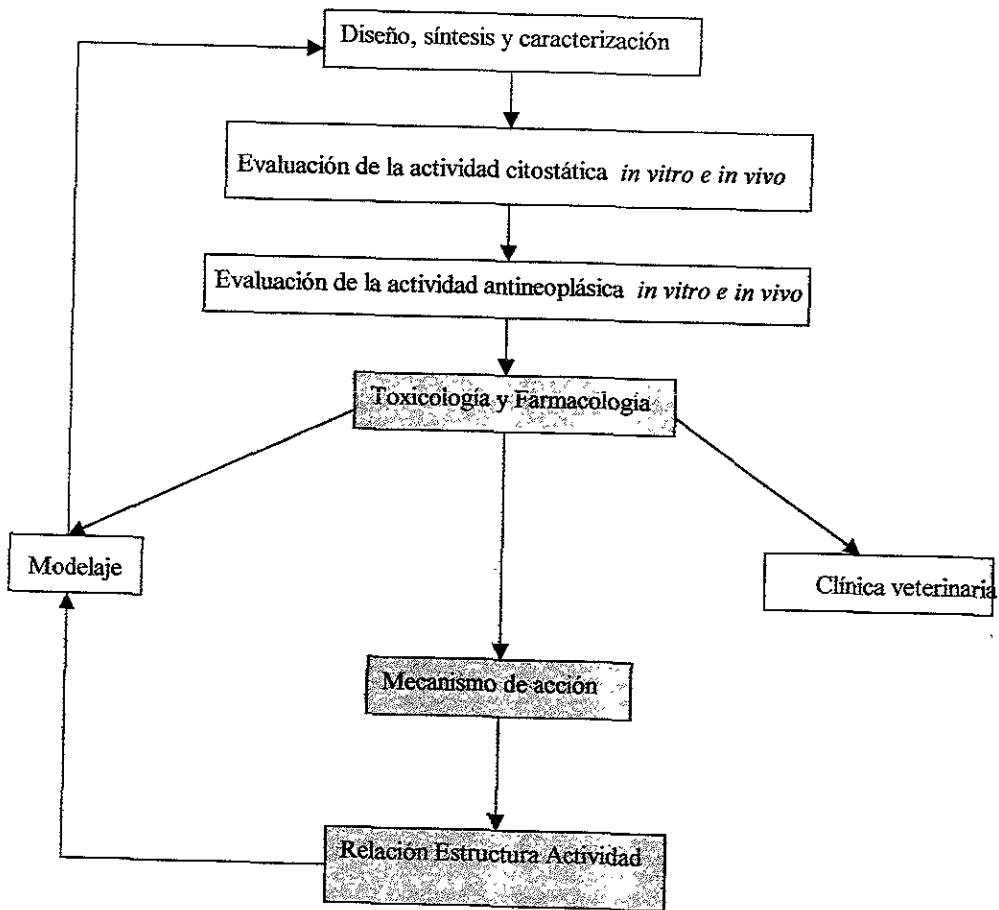 Diseño, síntesis y caracterización
Evaluación de la actividad citostática in vitro e in vivo
Evaluación de la actividad antineoplásica in vitro e in vivo
Toxicología y Farmacologia
Modelaje
Clínica veterinaria
Mecanismo de acción
Relación Estructura Actividad